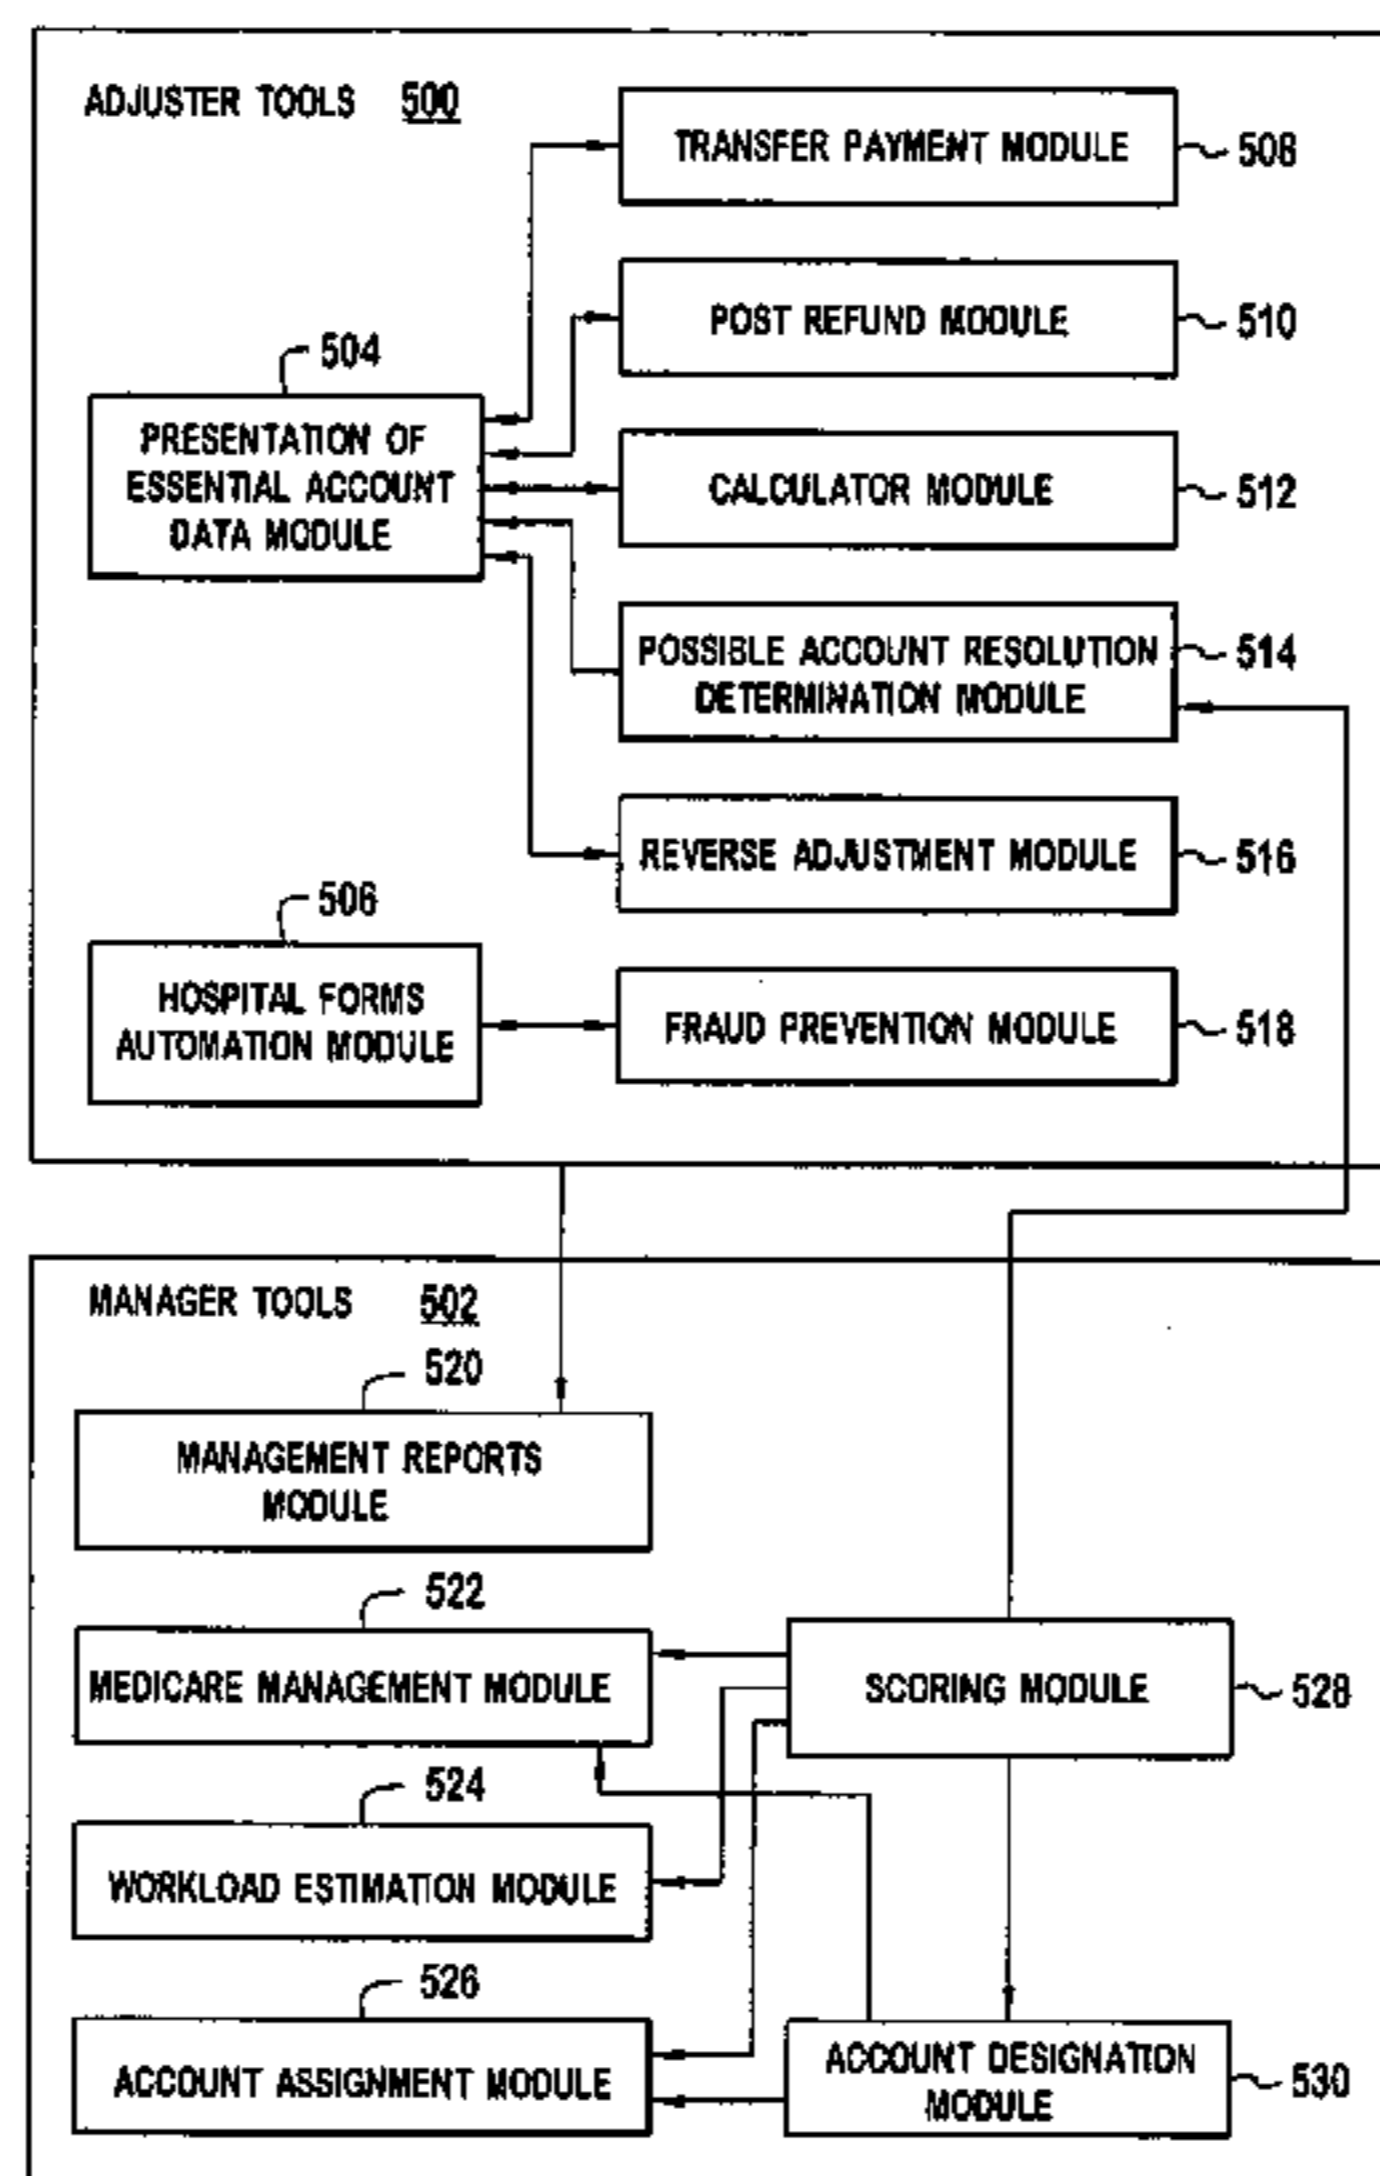 ADJUSTER TOOLS 500
TRANSFER PAYMENT MODULE
508
POST REFUND MODULE
510
504
PRESENTATION OF
ESSENTIAL ACCOUNT
DATA MODULE
CALCULATOR MODULE
512
POSSIBLE ACCOUNT RESOLUTION
DETERMINATION MODULE
514
REVERSE ADJUSTMENT MODULE
516
506
HOSPITAL FORMS
AUTOMATION MODULE
FRAUD PREVENTION MODULE
518
MANAGER TOOLS 502
520
MANAGEMENT REPORTS
MODULE
522
MEDICARE MANAGEMENT MODULE
SCORING MODULE
528
524
WORKLOAD ESTIMATION MODULE
526
ACCOUNT ASSIGNMENT MODULE
ACCOUNT DESIGNATION
MODULE
530